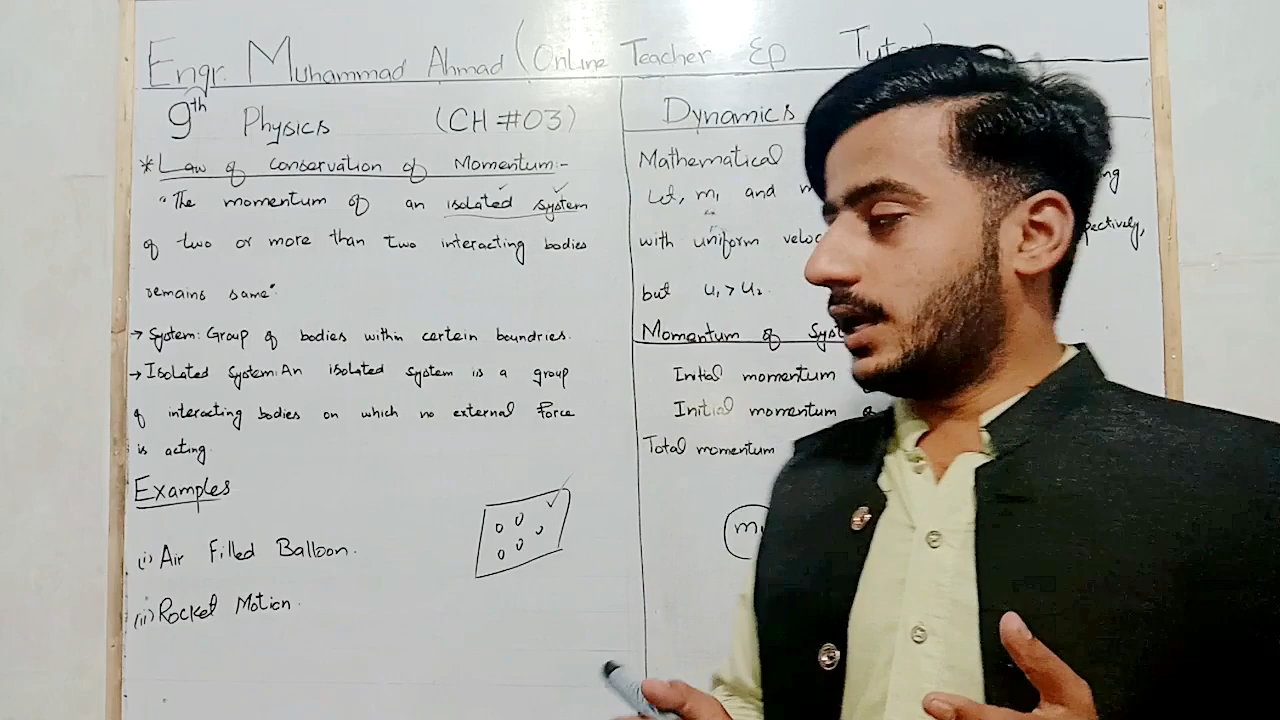 Engr. Muhammad Ahmad (Online Teacher & Tutor)
9th Physics (CH #03)
* Law of conservation of Momentum:-
"The momentum of an isolated system
of two or more than two interacting bodies
remains same".
→ System: Group of bodies within certain boundries.
→ Isolated System: An isolated system is a group
of interacting bodies on which no external Force
is acting.
Examples
(i) Air Filled Balloon.
(ii) Rocket Motion.
Dynamics
Mathematical
Let, m₁ and
with uniform
but u₁ > u₂.
Momentum of
Initial momentum
Initial momentum
Total momentum